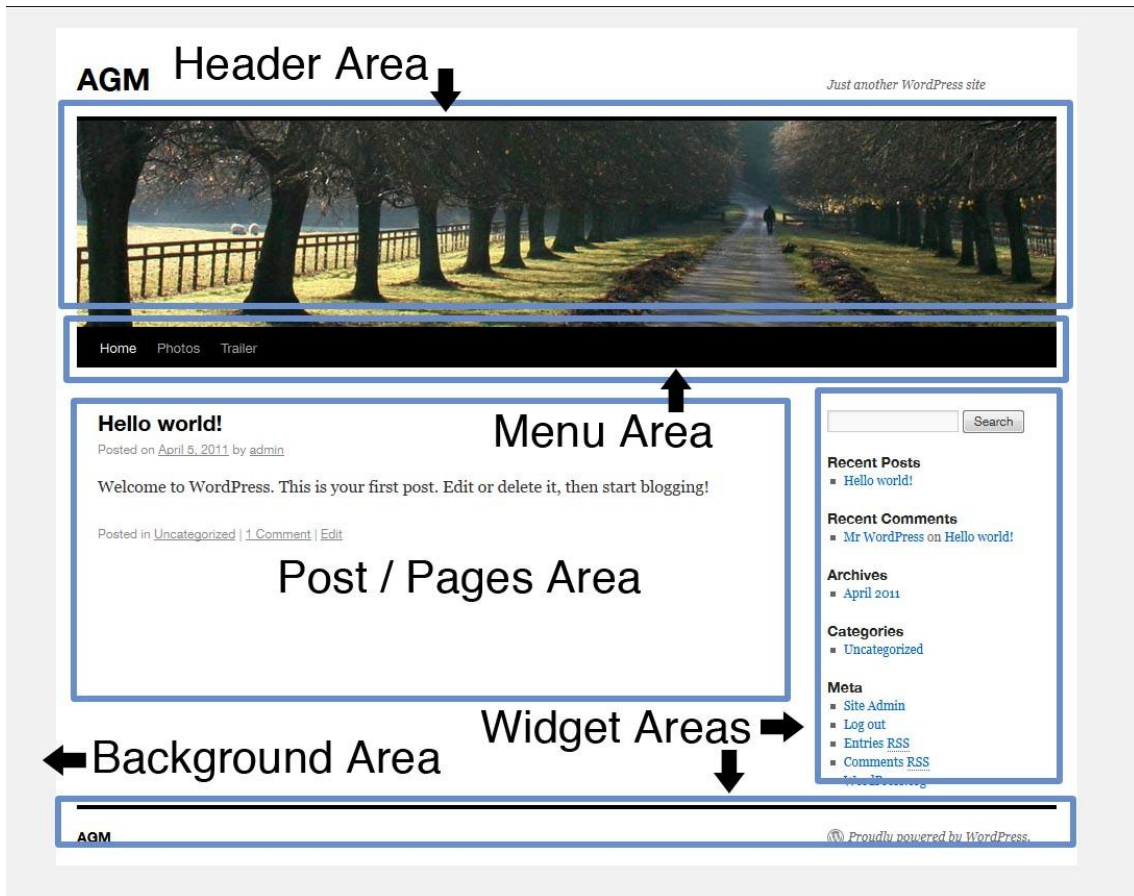 AGM
Header Area
Just another WordPress site
Home Photos Trailer
Menu Area
Hello world!
Posted on April 5, 2011 by admin
Welcome to WordPress. This is your first post. Edit or delete it, then start blogging!
Posted in Uncategorized | 1 Comment | Edit
Post / Pages Area
Search
Recent Posts
Hello world!
Recent Comments
Mr WordPress on Hello world!
Archives
April 2011
Categories
Uncategorized
Meta
Site Admin
Log out
Entries RSS
Comments RSS
WordPress.org
Widget Areas
Background Area
AGM
Proudly powered by WordPress.